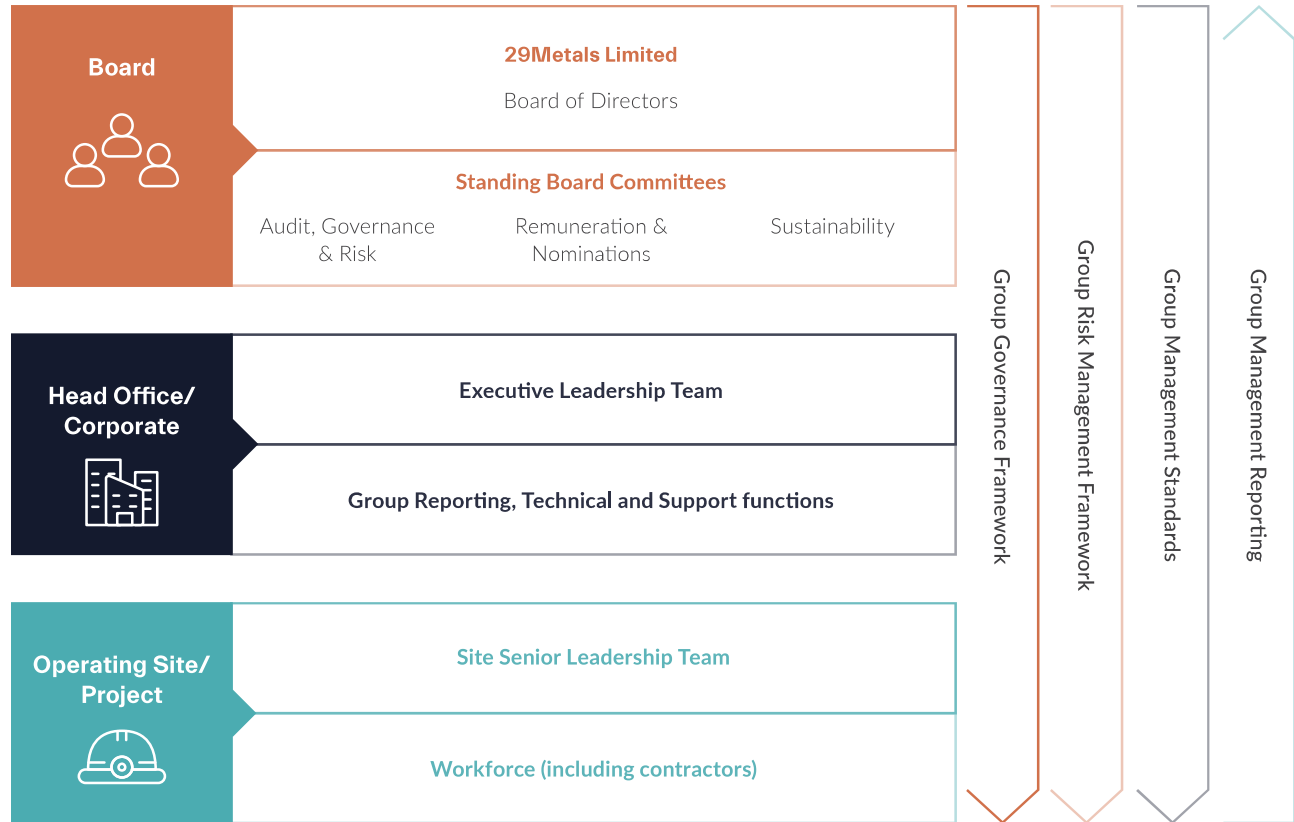 Board
29Metals Limited
Board of Directors
Standing Board Committees
Audit, Governance
& Risk
Remuneration &
Nominations
Sustainability
Head Office/
Corporate
Executive Leadership Team
Group Reporting, Technical and Support functions
Operating Site/
Project
Site Senior Leadership Team
Workforce (including contractors)
Group Governance Framework
Group Risk Management Framework
Group Management Standards
Group Management Reporting